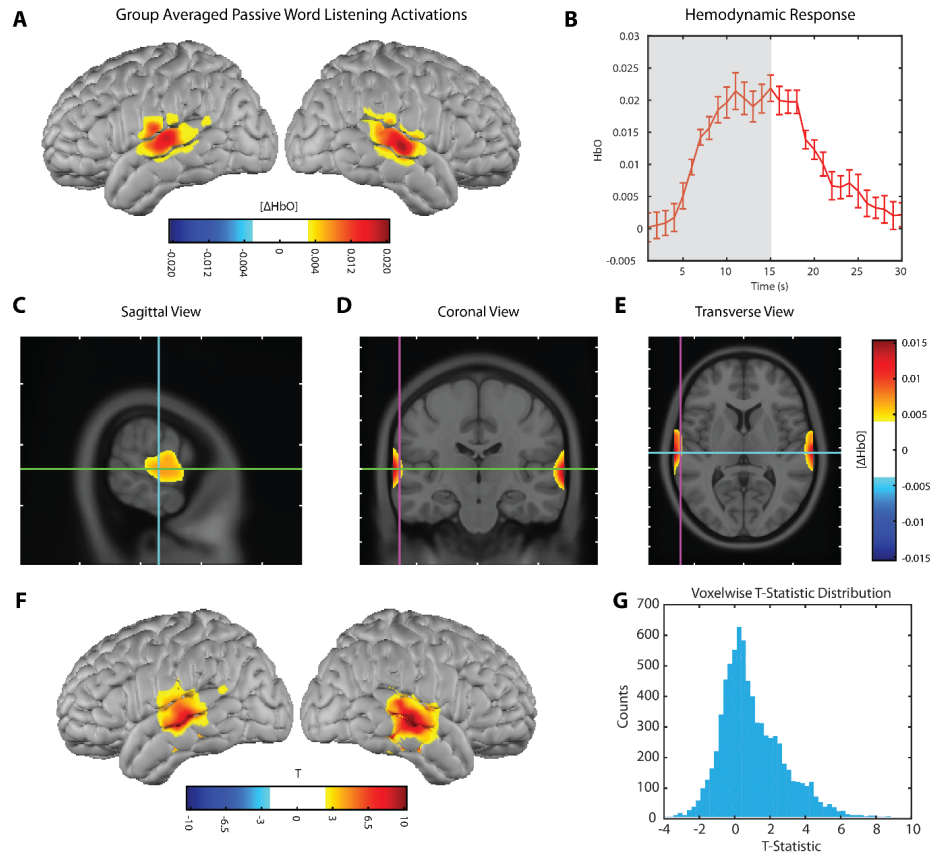 A
Group Averaged Passive Word Listening Activations
[ΔHbO]
-0.020
-0.012
-0.004
0
0.004
0.012
0.020
B
Hemodynamic Response
0.03
0.025
0.02
0.015
0.01
0.005
0
-0.005
HbO
5
10
15
20
25
30
Time (s)
C
Sagittal View
D
Coronal View
E
Transverse View
0.015
0.01
0.005
0
-0.005
-0.01
-0.015
[ΔHbO]
F
T
-10
-6.5
-3
0
3
6.5
10
G
Voxelwise T-Statistic Distribution
700
600
500
400
300
200
100
0
Counts
-4
-2
0
2
4
6
8
10
T-Statistic